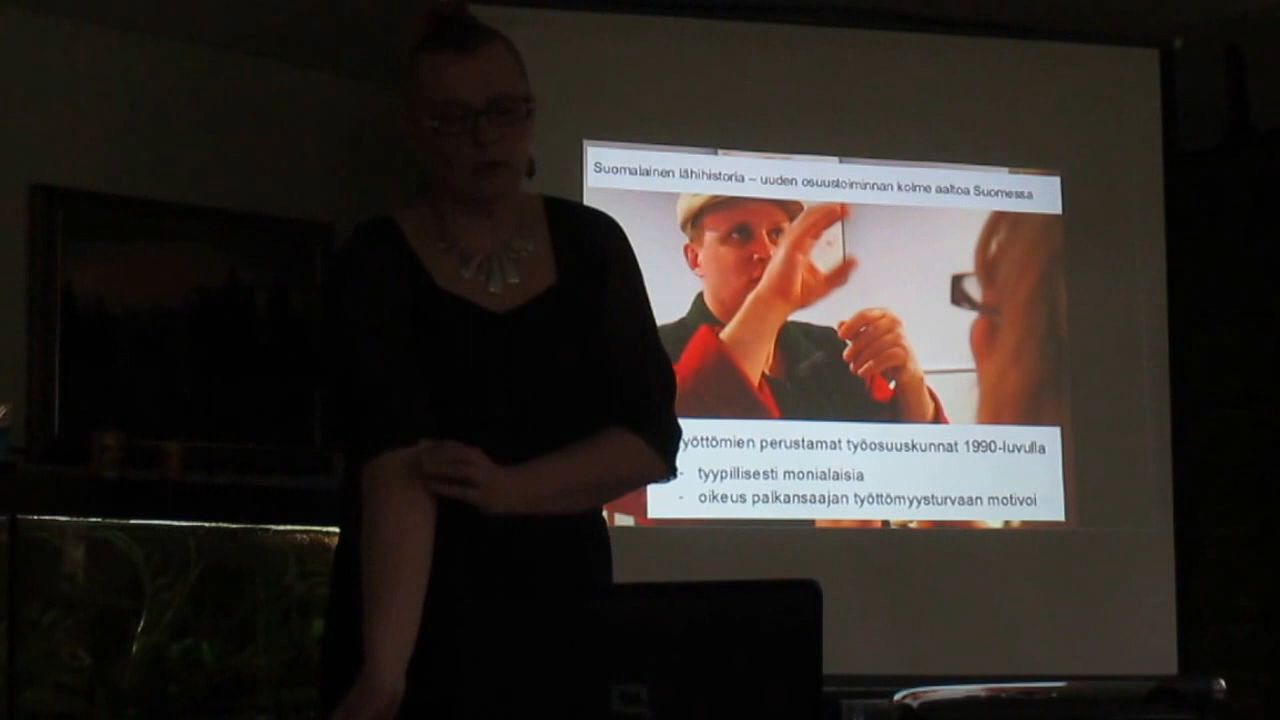 Suomalainen lähihistoria – uuden osuustoiminnan kolme aaltoa Suomessa
yöttömien perustamat työosuuskunnat 1990-luvulla
- tyypillisesti monialaisia
- oikeus palkansaajan työttömyysturvaan motivoi